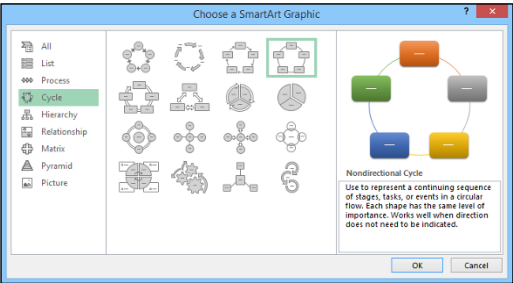 Choose a SmartArt Graphic
?
All
List
Process
Cycle
Hierarchy
Relationship
Matrix
Pyramid
Picture
Nondirectional Cycle
Use to represent a continuing sequence
of stages, tasks, or events in a circular
flow. Each shape has the same level of
importance. Works well when direction
does not need to be indicated.
OK
Cancel